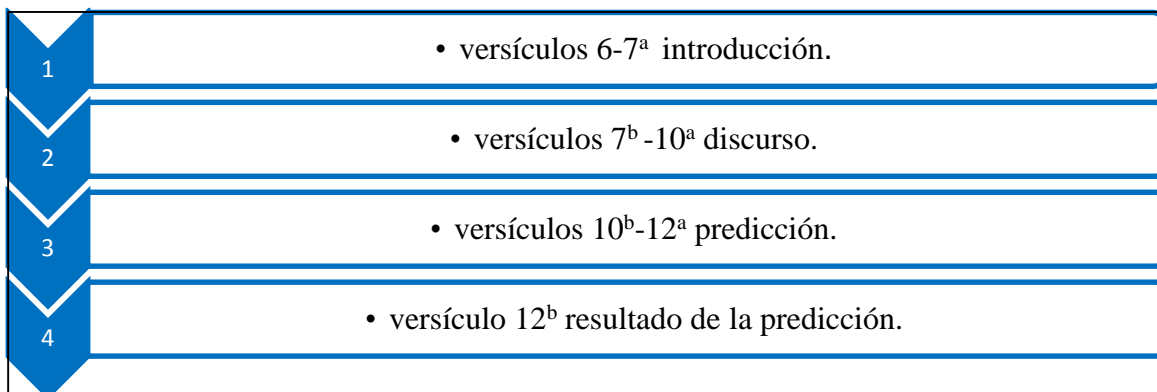 1
• versículos 6-7ª introducción.
2
• versículos 7ᵇ -10ª discurso.
3
• versículos 10ᵇ-12ª predicción.
4
• versículo 12ᵇ resultado de la predicción.